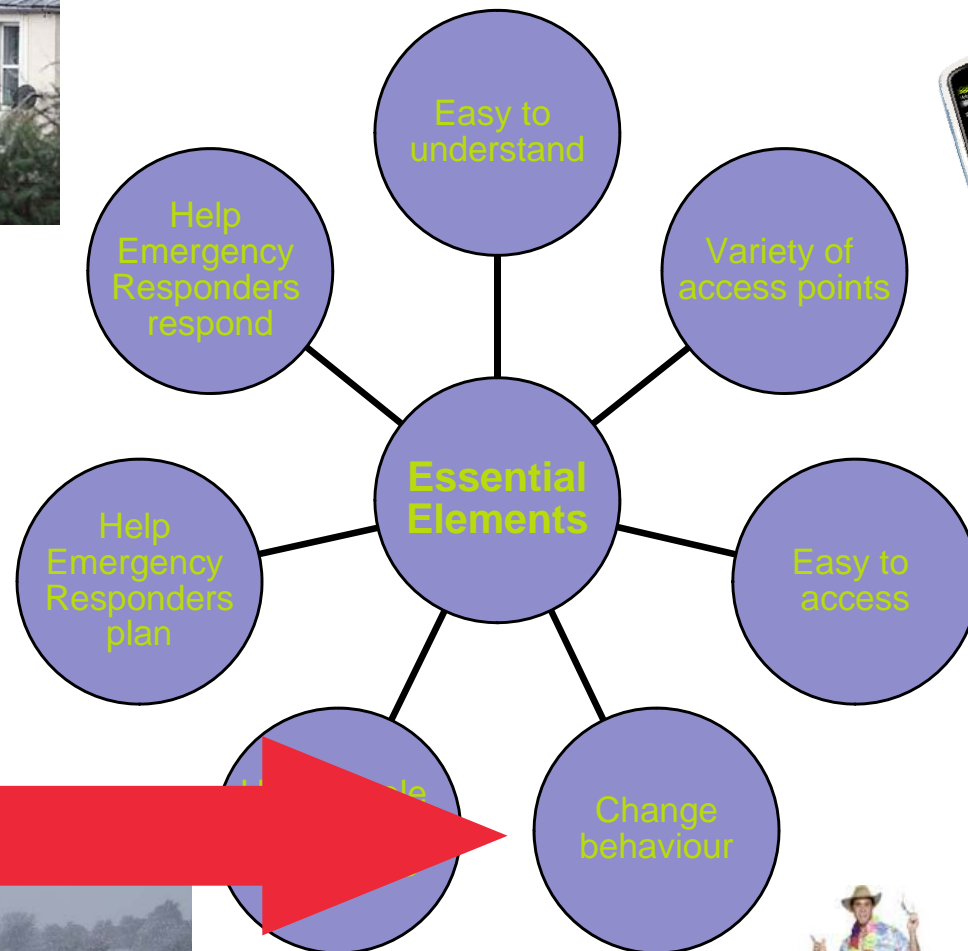 Easy to
understand
Help
Emergency
Responders
respond
Variety of
access points
Essential
Elements
Help
Emergency
Responders
plan
Easy to
access
Change
behaviour